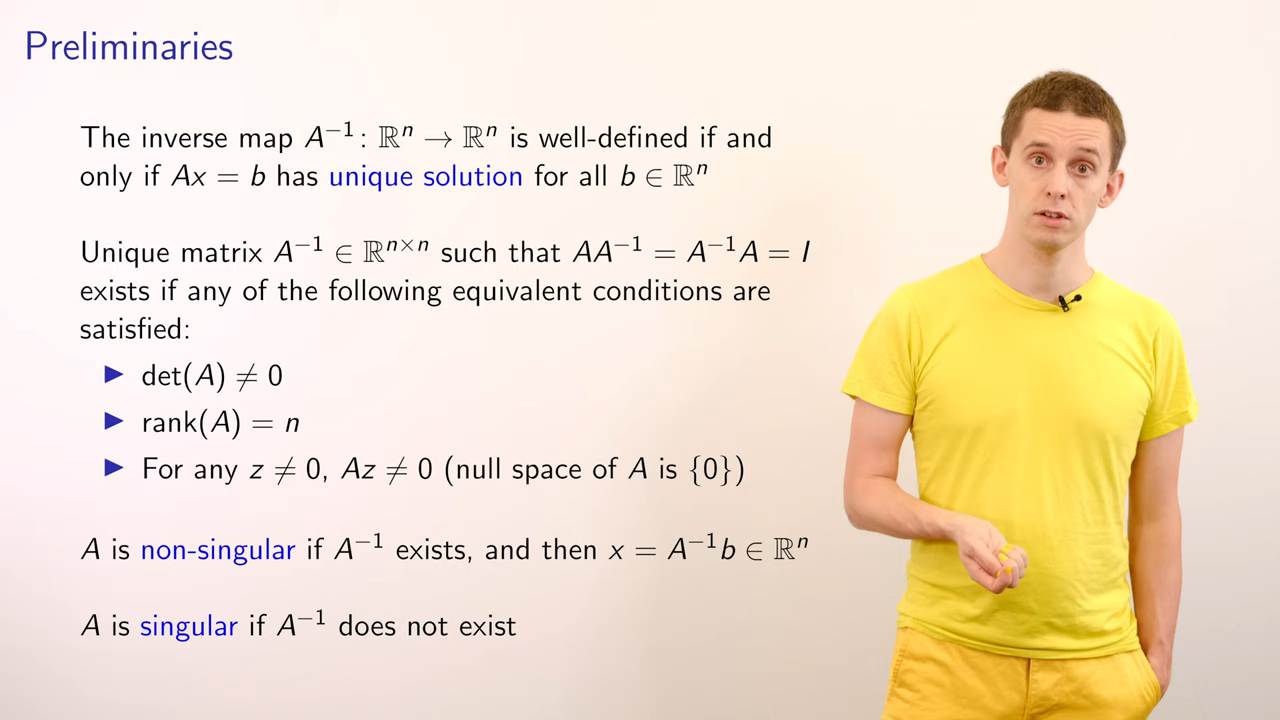 Preliminaries
The inverse map A⁻¹: ℝⁿ → ℝⁿ is well-defined if and
only if Ax = b has unique solution for all b ∈ ℝⁿ
Unique matrix A⁻¹ ∈ ℝⁿˣⁿ such that AA⁻¹ = A⁻¹A = I
exists if any of the following equivalent conditions are
satisfied:
▶ det(A) ≠ 0
▶ rank(A) = n
▶ For any z ≠ 0, Az ≠ 0 (null space of A is {0})
A is non-singular if A⁻¹ exists, and then x = A⁻¹b ∈ ℝⁿ
A is singular if A⁻¹ does not exist